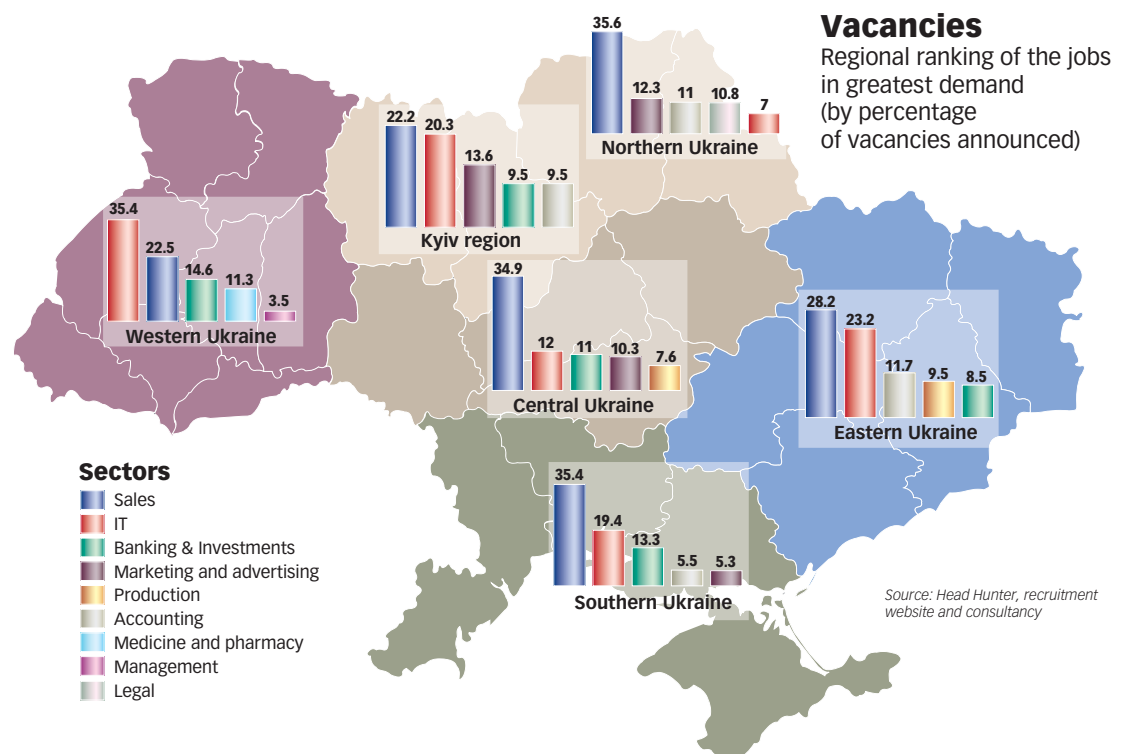 Vacancies
Regional ranking of the jobs
in greatest demand
(by percentage
of vacancies announced)
35.6
12.3
11
10.8
7
Northern Ukraine
22.2
20.3
13.6
9.5
9.5
Kyiv region
35.4
22.5
14.6
11.3
3.5
Western Ukraine
34.9
12
11
10.3
7.6
Central Ukraine
28.2
23.2
11.7
9.5
8.5
Eastern Ukraine
35.4
19.4
13.3
5.5
5.3
Southern Ukraine
Sectors
Sales
IT
Banking & Investments
Marketing and advertising
Production
Accounting
Medicine and pharmacy
Management
Legal
Source: Head Hunter, recruitment
website and consultancy